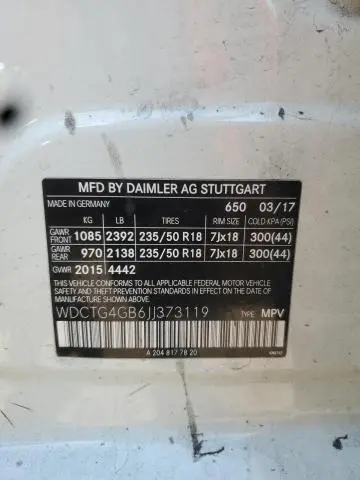 MFD BY DAIMLER AG STUTTGART
MADE IN GERMANY 650 03/17
KG LB TIRE SIZE RIM SIZE COLD KPA (PSI)
GAWR FRONT 1085 2392 235/50 R18 7Jx18 300(44)
GAWR REAR 970 2138 235/50 R18 7Jx18 300(44)
GVWR 2015 4442
THIS VEHICLE CONFORMS TO ALL APPLICABLE FEDERAL MOTOR VEHICLE
SAFETY AND THEFT PREVENTION STANDARDS IN EFFECT ON THE
DATE OF MANUFACTURE SHOWN ABOVE.
WDCTG4GB6JJ373119 TYPE MPV
A 204 817 78 20